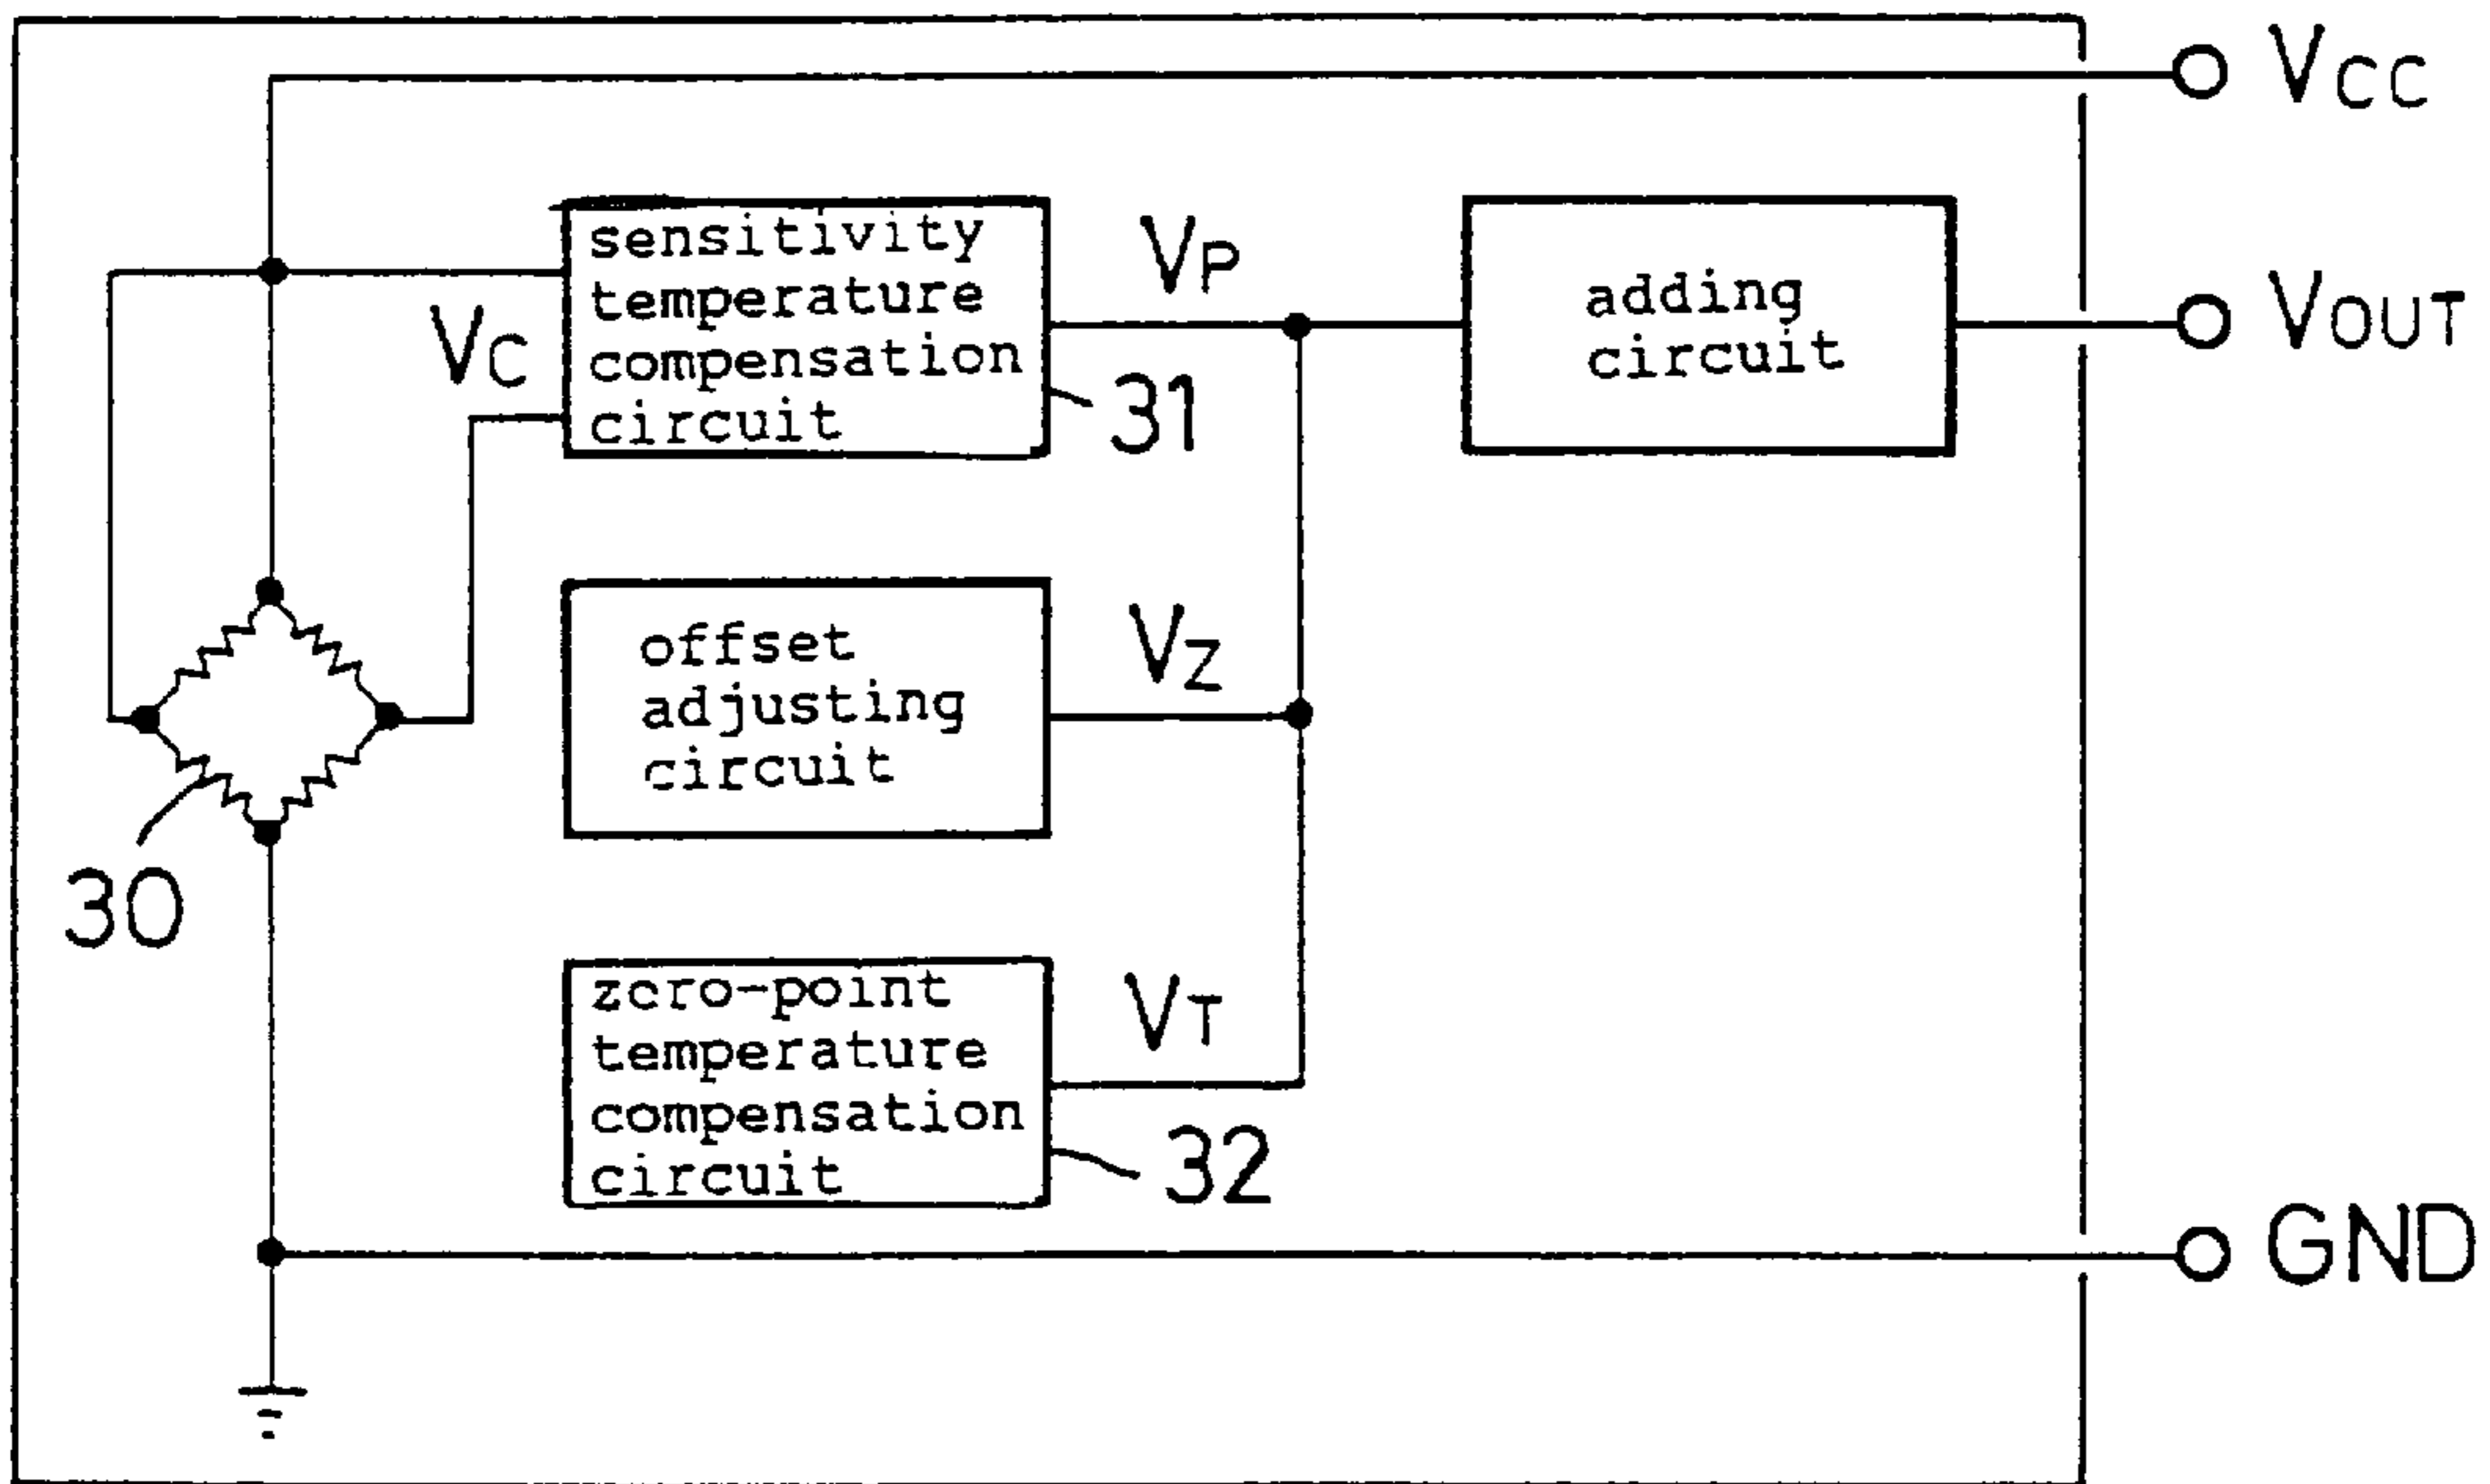 VCC
sensitivity
temperature
compensation
circuit
VP
adding
circuit
VOUT
VC
31
offset
adjusting
circuit
VZ
30
zero-point
temperature
compensation
circuit
VT
32
GND